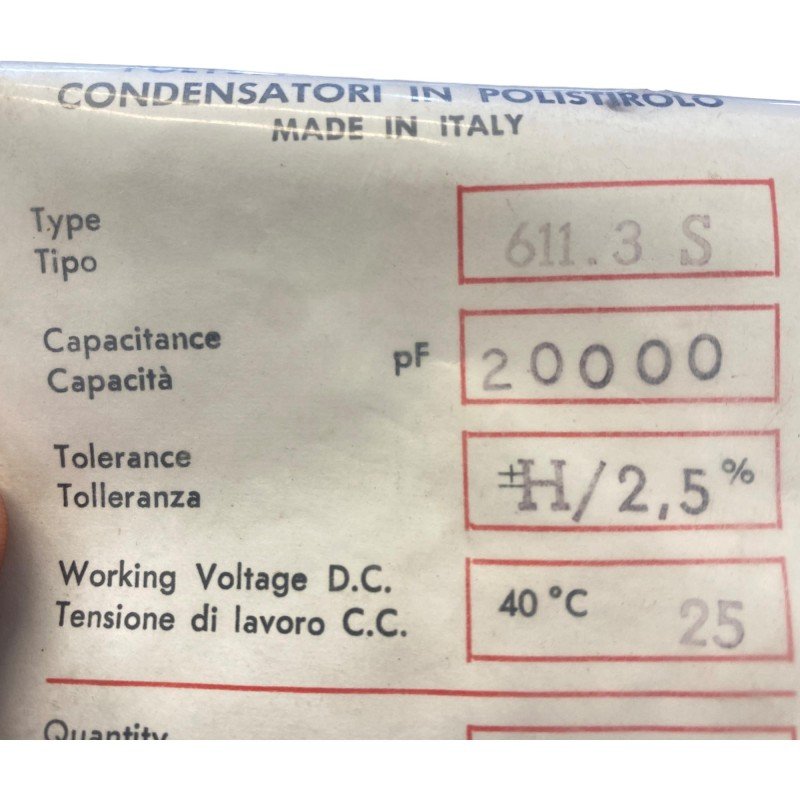 CONDENSATORI IN POLISTIROLO
MADE IN ITALY
Type
Tipo
611.3 S
Capacitance
Capacità
pF 20000
Tolerance
Tolleranza
±H/2,5%
Working Voltage D.C.
Tensione di lavoro C.C.
40 °C 25
Quantity